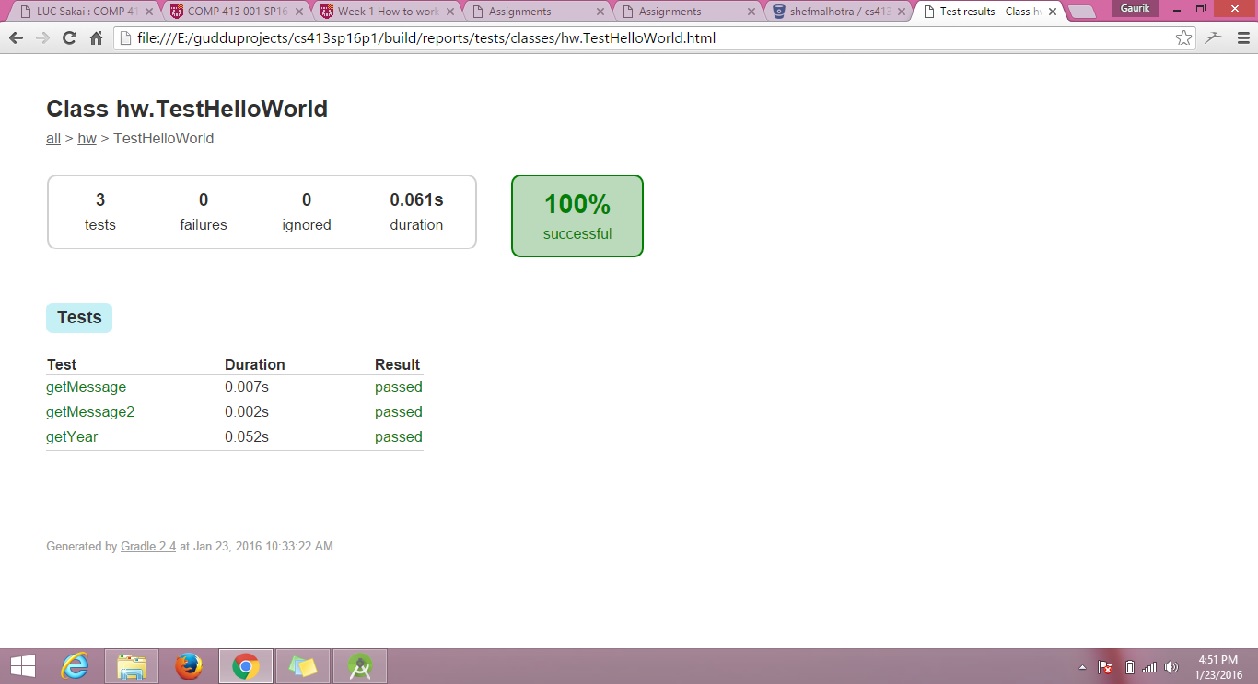 LUC Sakai : COMP 41
COMP 413 001 SP16
Week 1 How to work
Assignments
Assignments
shefmalhotra / cs413
Test results - Class hw
Gaurik
file:///E:/gudduprojects/cs413sp16p1/build/reports/tests/classes/hw.TestHelloWorld.html
Class hw.TestHelloWorld
all > hw > TestHelloWorld
3 0 0 0.061s
tests failures ignored duration
100%
successful
Tests
Test Duration Result
getMessage 0.007s passed
getMessage2 0.002s passed
getYear 0.052s passed
Generated by Gradle 2.4 at Jan 23, 2016 10:33:22 AM
4:51 PM
1/23/2016